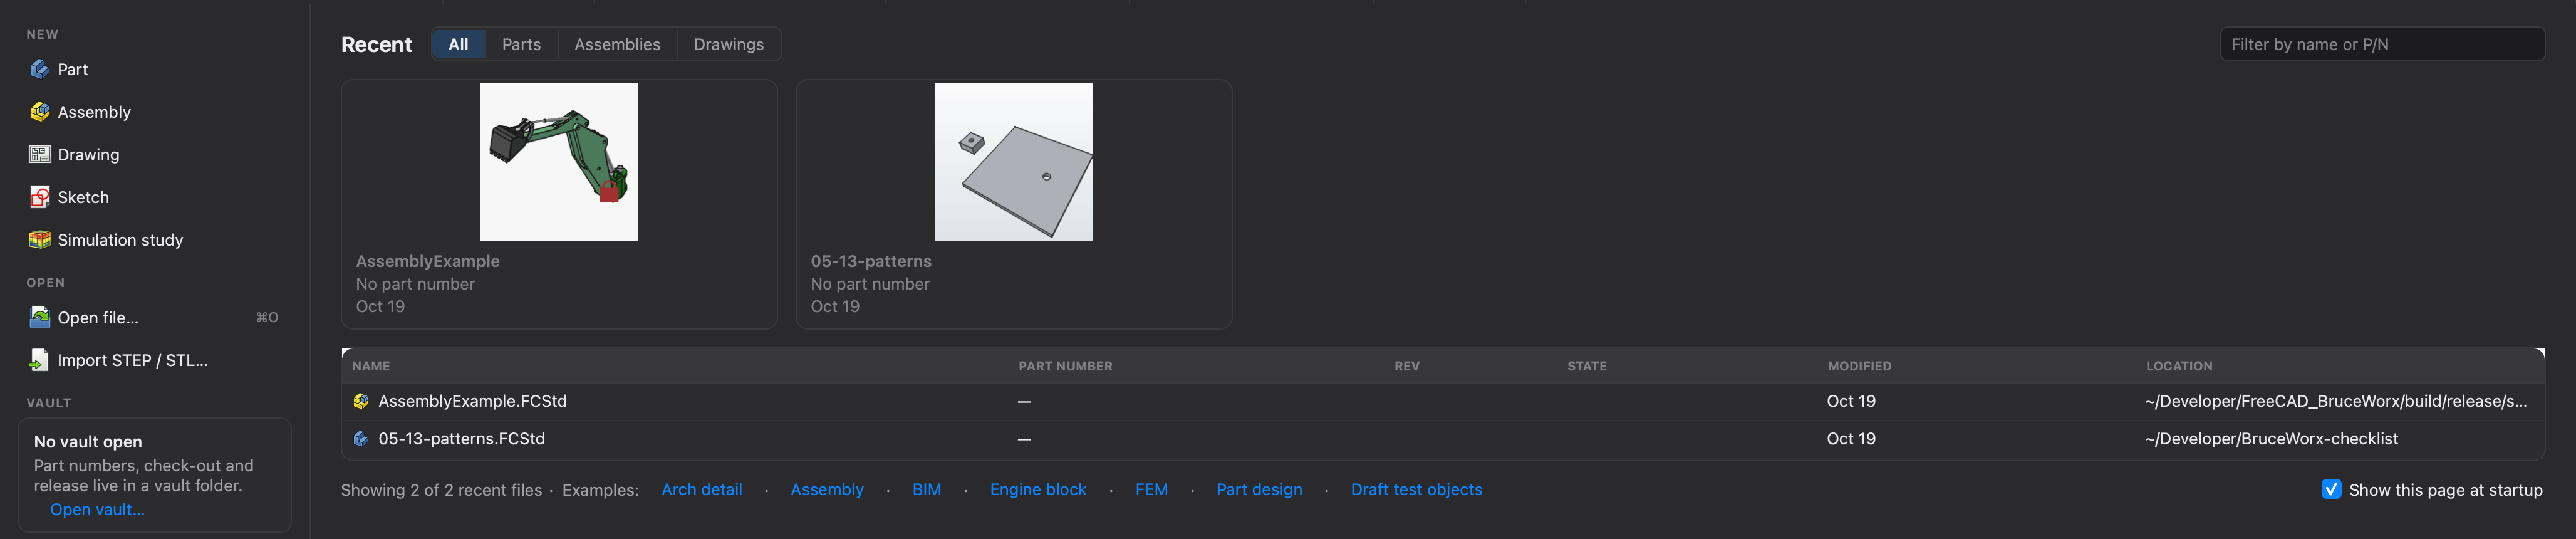 NEW
Part
Assembly
Drawing
Sketch
Simulation study
OPEN
Open file... ⌘O
Import STEP / STL...
VAULT
No vault open
Part numbers, check-out and
release live in a vault folder.
Open vault...
Recent All Parts Assemblies Drawings
Filter by name or P/N
AssemblyExample
No part number
Oct 19
05-13-patterns
No part number
Oct 19
NAME PART NUMBER REV STATE MODIFIED LOCATION
AssemblyExample.FCStd — Oct 19 ~/Developer/FreeCAD_BruceWorx/build/release/s...
05-13-patterns.FCStd — Oct 19 ~/Developer/BruceWorx-checklist
Showing 2 of 2 recent files · Examples: Arch detail · Assembly · BIM · Engine block · FEM · Part design · Draft test objects
Show this page at startup